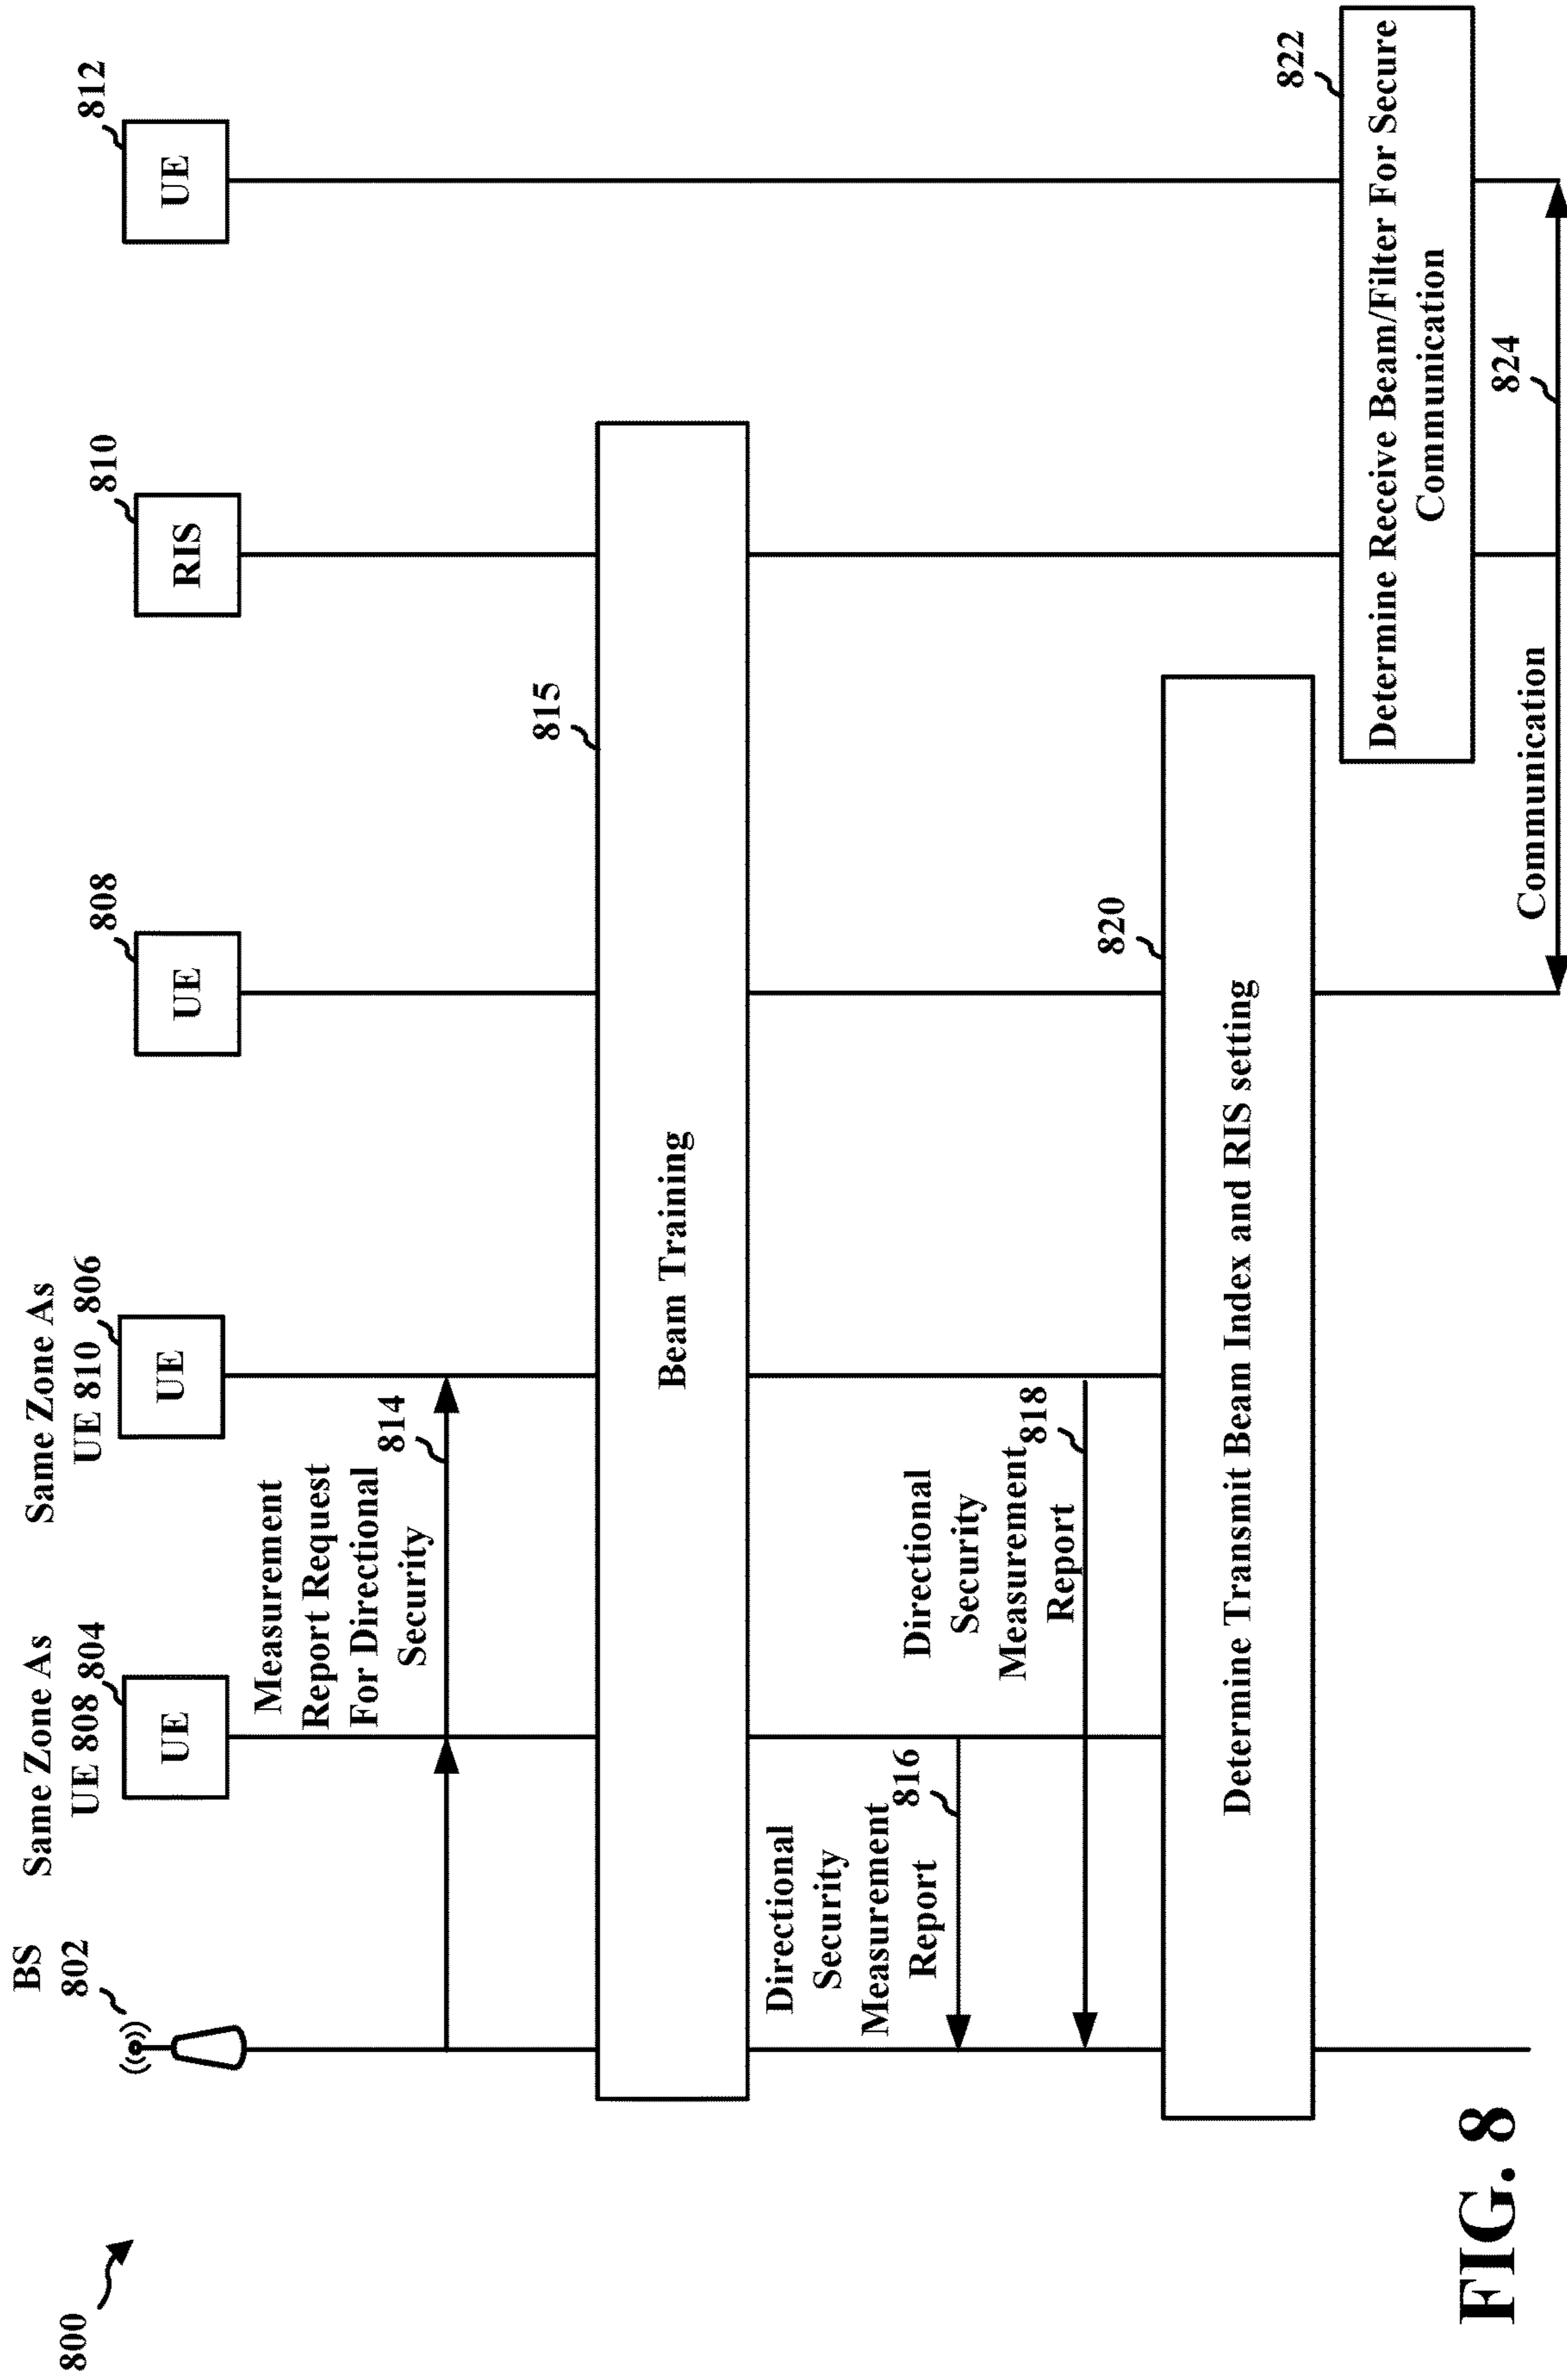 800
BS
802
Same Zone As
UE 808 804
UE
Same Zone As
UE 810 806
UE
808
UE
810
RIS
812
UE
Measurement
Report Request
For Directional
Security
814
815
Beam Training
Directional
Security
Measurement
Report
816
Directional
Security
Measurement
Report
818
820
Determine Transmit Beam Index and RIS setting
822
Determine Receive Beam/Filter For Secure
Communication
Communication
824
FIG. 8